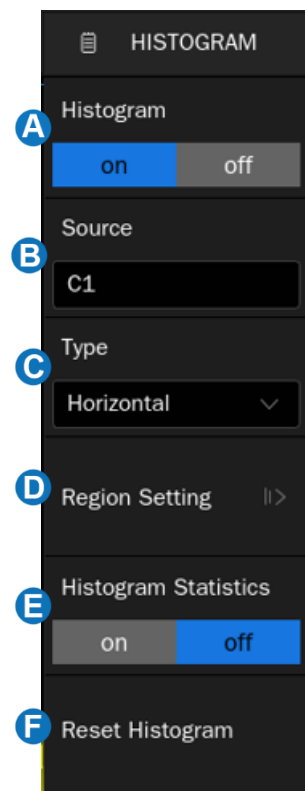 HISTOGRAM
A
Histogram
on off
B
Source
C1
C
Type
Horizontal
D
Region Setting
E
Histogram Statistics
on off
F
Reset Histogram